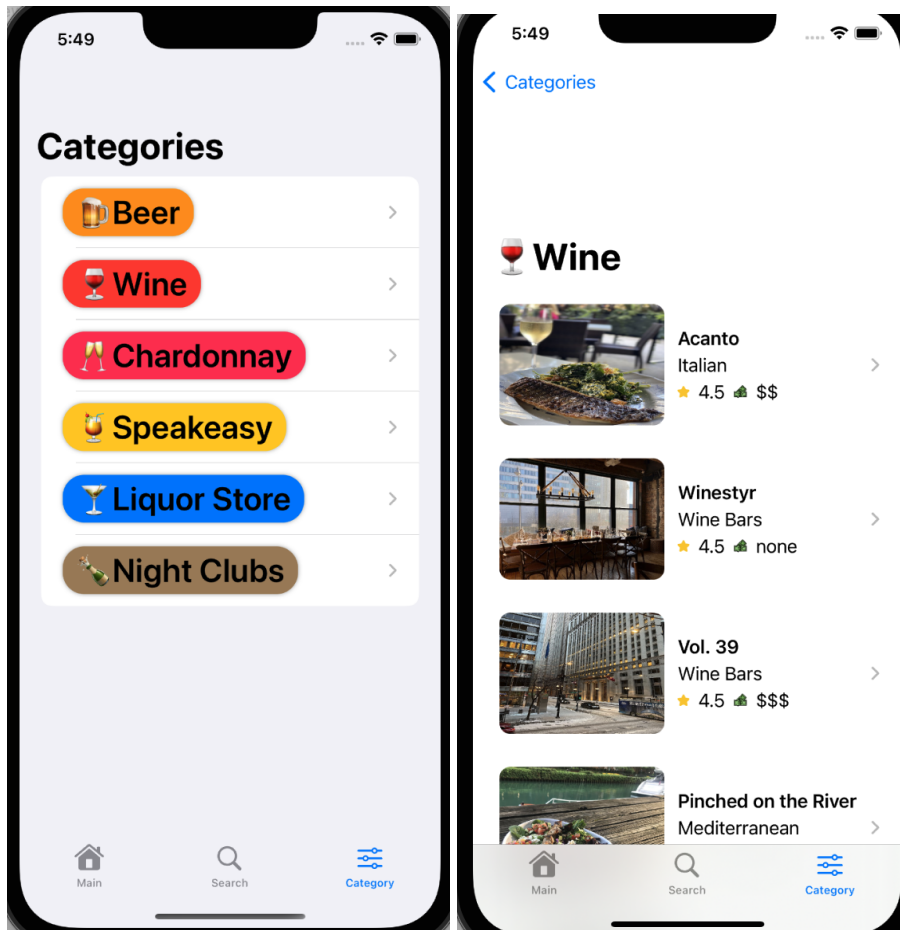 5:49
Categories
🍺Beer
🍷Wine
🥂Chardonnay
🍹Speakeasy
🍸Liquor Store
🍾Night Clubs
Main
Search
Category
5:49
Categories
🍷Wine
Acanto
Italian
⭐ 4.5 💸 $$
Winestyr
Wine Bars
⭐ 4.5 💸 none
Vol. 39
Wine Bars
⭐ 4.5 💸 $$$
Pinched on the River
Mediterranean
Main
Search
Category